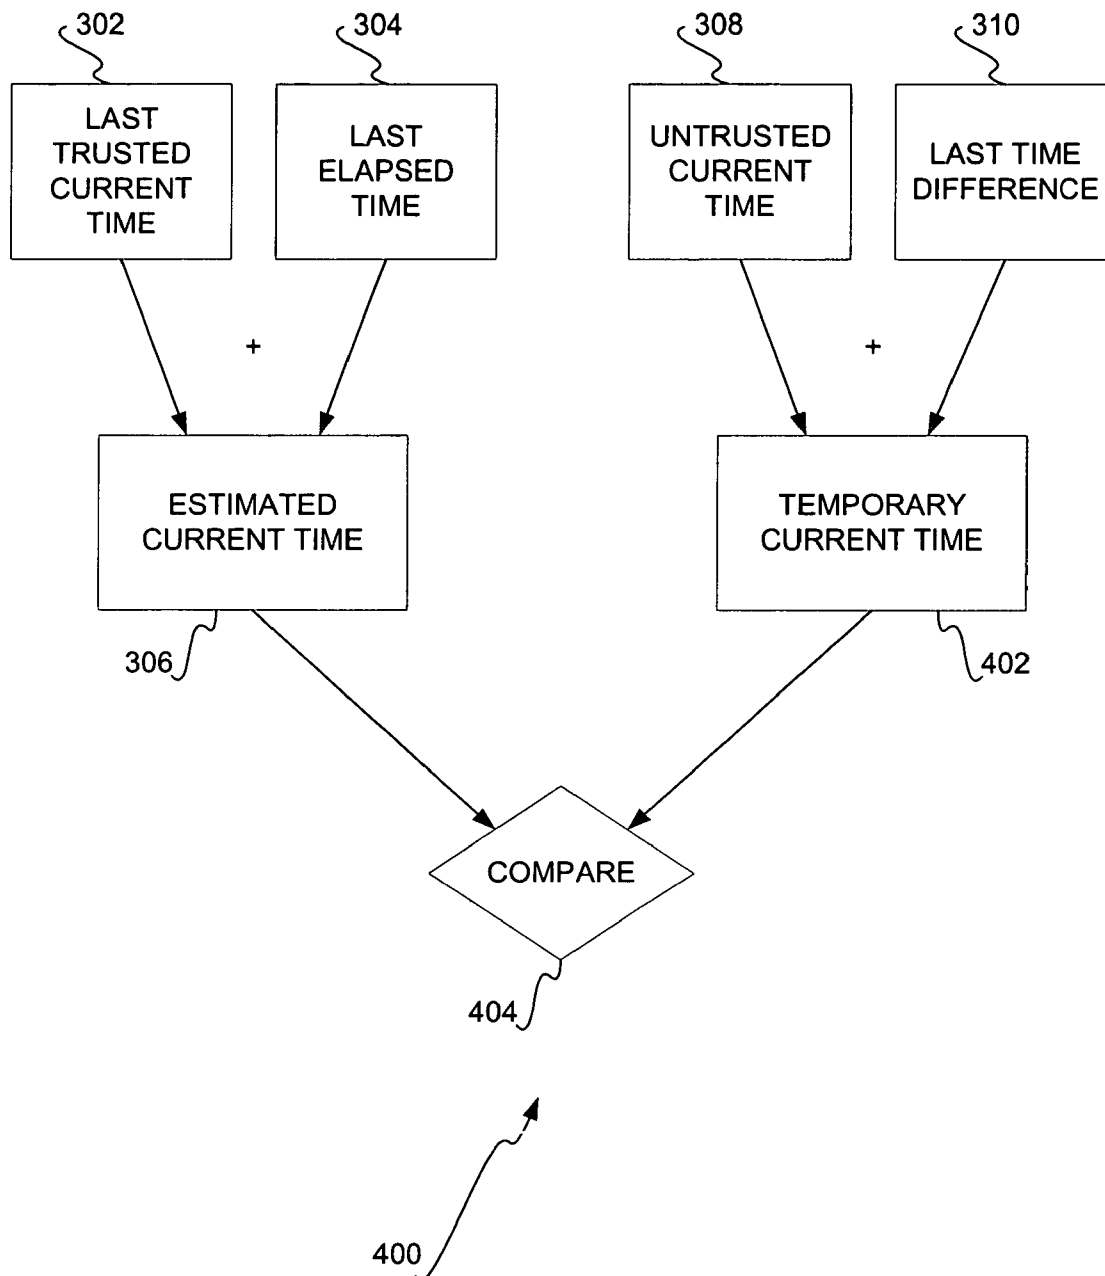 302
304
308
310
LAST
TRUSTED
CURRENT
TIME
LAST
ELAPSED
TIME
UNTRUSTED
CURRENT
TIME
LAST TIME
DIFFERENCE
+
+
ESTIMATED
CURRENT TIME
TEMPORARY
CURRENT TIME
306
402
COMPARE
404
400